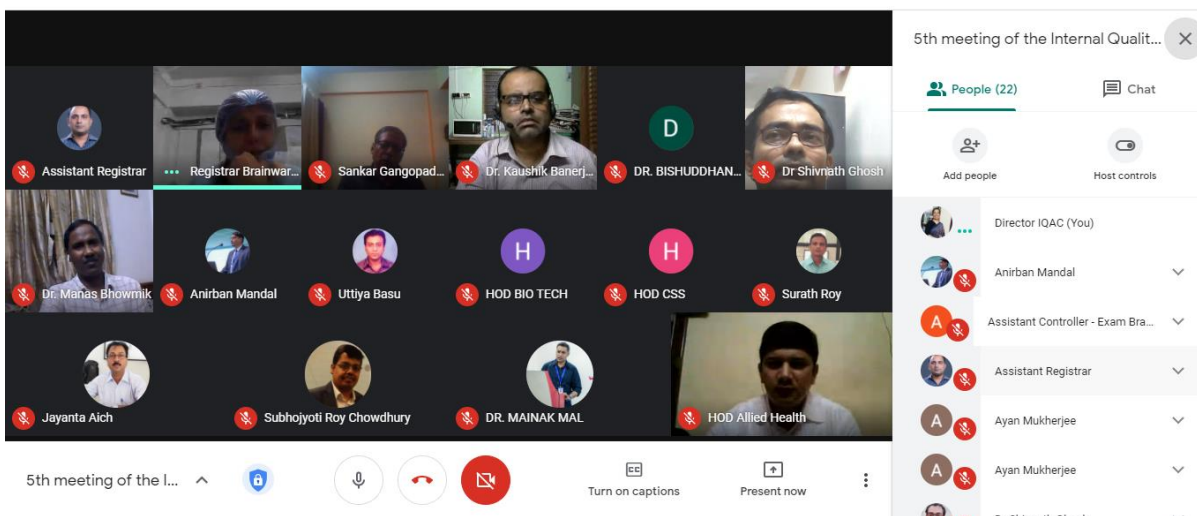 Assistant Registrar
Registrar Brainwar...
Sankar Gangopad...
Dr. Kaushik Banerj...
D
DR. BISHUDDHAN...
Dr Shivnath Ghosh
Dr. Manas Bhowmik
Anirban Mandal
Uttiya Basu
H
HOD BIO TECH
H
HOD CSS
Surath Roy
Jayanta Aich
Subhojyoti Roy Chowdhury
DR. MAINAK MAL
HOD Allied Health
5th meeting of the I...
CC
Turn on captions
Present now
5th meeting of the Internal Qualit...
People (22)
Chat
Add people
Host controls
Director IQAC (You)
Anirban Mandal
A
Assistant Controller - Exam Bra...
Assistant Registrar
A
Ayan Mukherjee
A
Ayan Mukherjee